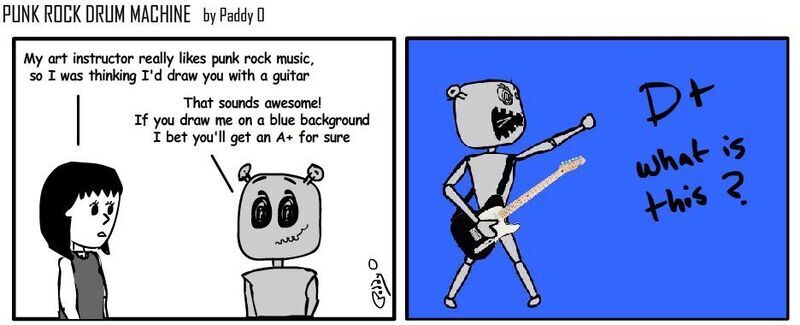 PUNK ROCK DRUM MACHINE by Paddy O
My art instructor really likes punk rock music,
so I was thinking I'd draw you with a guitar
That sounds awesome!
If you draw me on a blue background
I bet you'll get an A+ for sure
Paddy O
D+
what is
this?